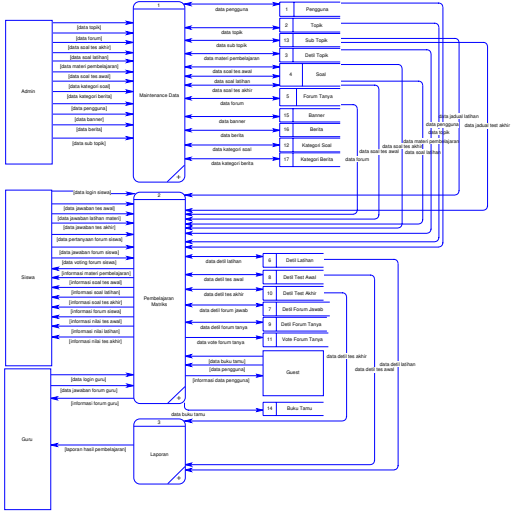 1
Maintenance Data
+
Admin
[data topik]
[data forum]
[data soal tes akhir]
[data soal latihan]
[data materi pembelajaran]
[data soal tes awal]
[data kategori soal]
[data kategori berita]
[data pengguna]
[data banner]
[data berita]
[data sub topik]
data pengguna
data topik
data sub topik
data materi pembelajaran
data soal tes awal
data soal latihan
data soal tes akhir
data forum
data banner
data berita
data kategori soal
data kategori berita
1 Pengguna
2 Topik
13 Sub Topik
3 Detil Topik
4 Soal
5 Forum Tanya
15 Banner
16 Berita
12 Kategori Soal
17 Kategori Berita
data jadual latihan
data pengguna
data jadual test akhir
data topik
data materi pembelajaran
data soal tes akhir
data soal tes awal
data soal latihan
data forum
Siswa
[data login siswa]
[data jawaban tes awal]
[data jawaban latihan materi]
[data jawaban tes akhir]
[data pertanyaan forum siswa]
[data jawaban forum siswa]
[data voting forum siswa]
[informasi materi pembelajaran]
[informasi soal tes awal]
[informasi soal latihan]
[informasi soal tes akhir]
[informasi forum siswa]
[informasi nilai tes awal]
[informasi nilai latihan]
[informasi nilai tes akhir]
2
Pembelajaran
Matriks
+
data detil latihan
data detil tes awal
data detil tes akhir
data detil forum jawab
data detil forum tanya
data vote forum tanya
[data buku tamu]
[data pengguna]
[informasi data pengguna]
6 Detil Latihan
8 Detil Test Awal
10 Detil Test Akhir
7 Detil Forum Jawab
9 Detil Forum Tanya
11 Vote Forum Tanya
Guest
14 Buku Tamu
data buku tamu
data detil tes akhir
data detil latihan
data detil tes awal
Guru
[data login guru]
[data jawaban forum guru]
[informasi forum guru]
[laporan hasil pembelajaran]
3
Laporan
+